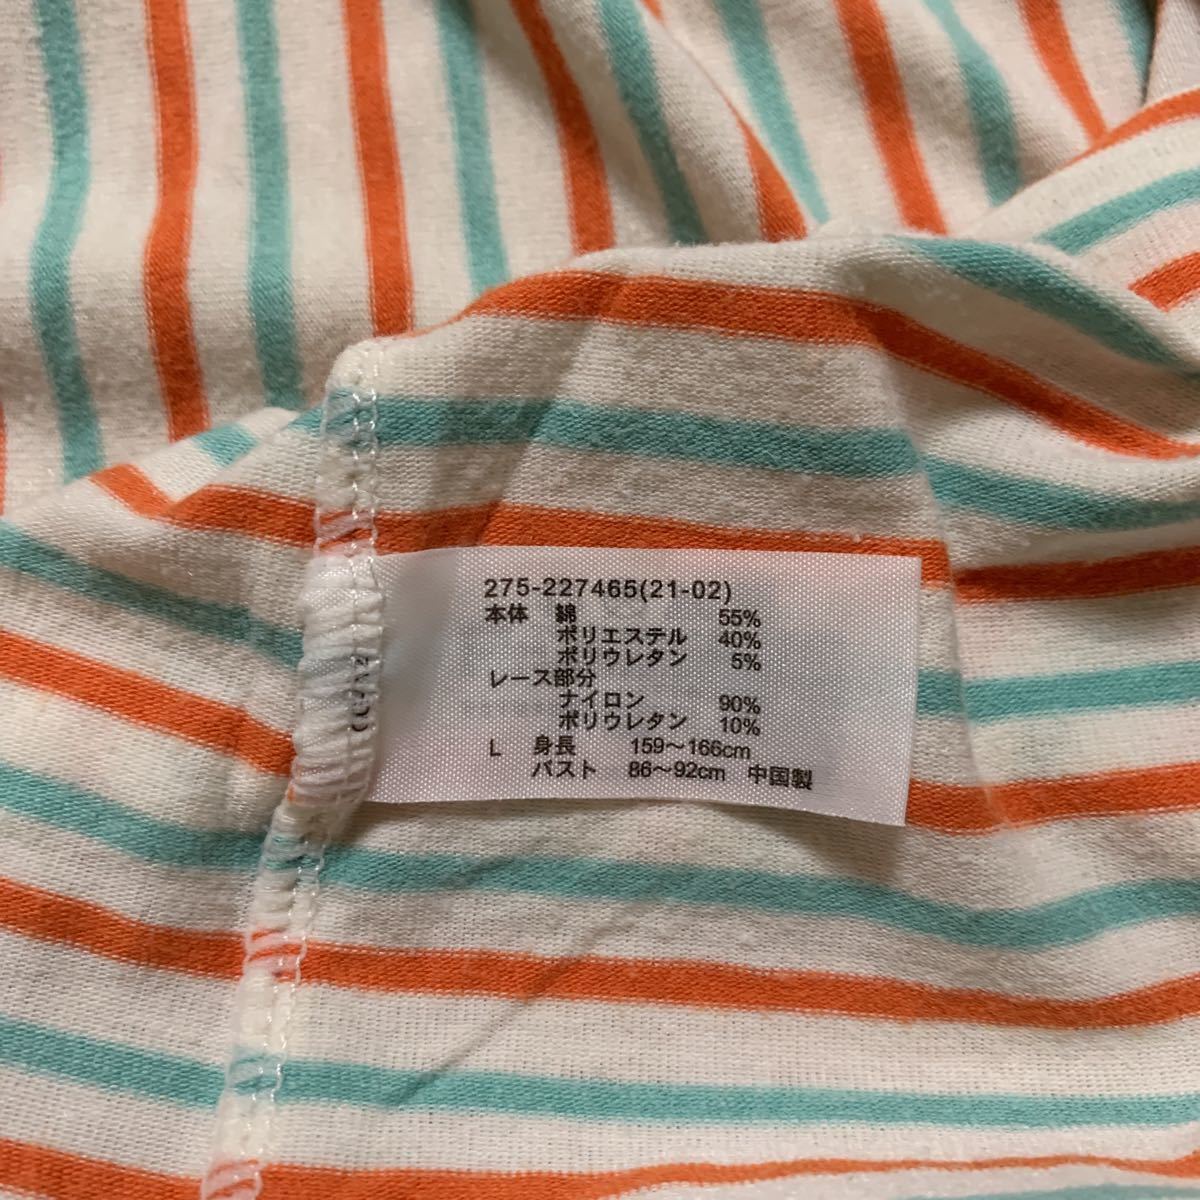 275-227465(21-02)
本体 綿 55%
ポリエステル 40%
ポリウレタン 5%
レース部分
ナイロン 90%
ポリウレタン 10%
L 身長 159～166cm
バスト 86～92cm 中国製